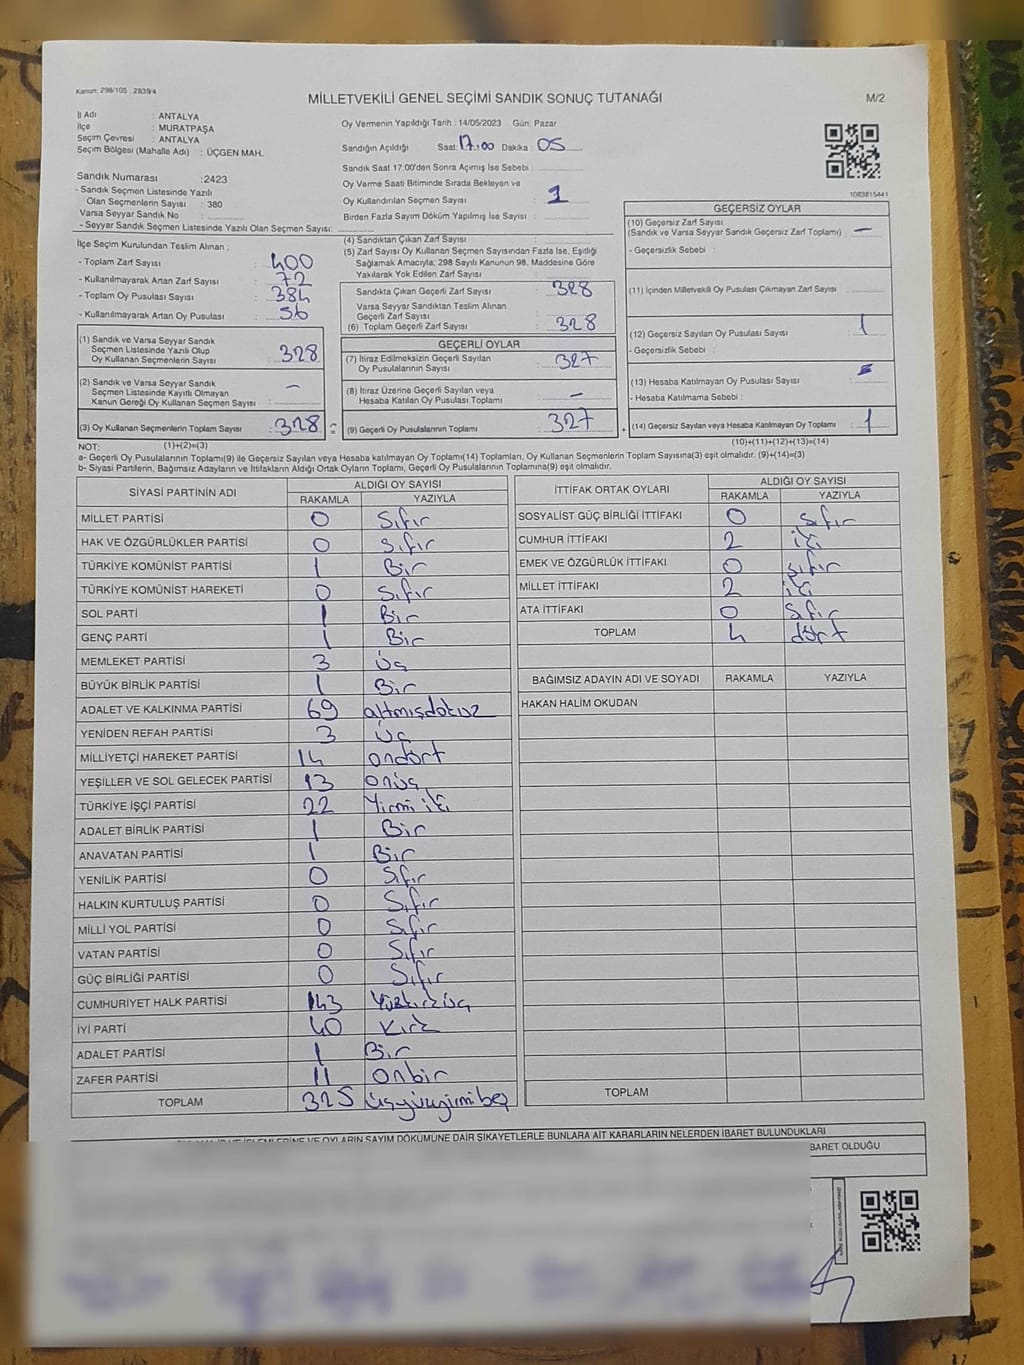 Kanun: 298/105 , 2839/4
MİLLETVEKİLİ GENEL SEÇİMİ SANDIK SONUÇ TUTANAĞI
M/2
İl Adı : ANTALYA
İlçe : MURATPAŞA
Seçim Çevresi : ANTALYA
Seçim Bölgesi (Mahalle Adı) : ÜÇGEN MAH.
Sandık Numarası :2423
- Sandık Seçmen Listesinde Yazılı
Olan Seçmenlerin Sayısı : 380
Varsa Seyyar Sandık No :
- Seyyar Sandık Seçmen Listesinde Yazılı Olan Seçmen Sayısı:
Oy Vermenin Yapıldığı Tarih : 14/05/2023 Gün: Pazar
Sandığın Açıldığı Saat: 17:00 Dakika: 05
Sandık Saat 17.00'den Sonra Açılmış İse Sebebi :
Oy Verme Saati Bitiminde Sırada Bekleyen ve
Oy Kullandırılan Seçmen Sayısı : 1
Birden Fazla Sayım Döküm Yapılmış İse Sayısı :
1083815441
İlçe Seçim Kurulundan Teslim Alınan ;
- Toplam Zarf Sayısı : 400
- Kullanılmayarak Artan Zarf Sayısı : 72
- Toplam Oy Pusulası Sayısı : 384
- Kullanılmayarak Artan Oy Pusulası : 56
(4) Sandıktan Çıkan Zarf Sayısı :
(5) Zarf Sayısı Oy Kullanan Seçmen Sayısından Fazla İse, Eşitliği
Sağlamak Amacıyla; 298 Sayılı Kanunun 98. Maddesine Göre
Yakılarak Yok Edilen Zarf Sayısı :
Sandıkta Çıkan Geçerli Zarf Sayısı : 328
Varsa Seyyar Sandıktan Teslim Alınan
Geçerli Zarf Sayısı :
(6) Toplam Geçerli Zarf Sayısı : 328
GEÇERSİZ OYLAR
(10) Geçersiz Zarf Sayısı
(Sandık ve Varsa Seyyar Sandık Geçersiz Zarf Toplamı) : —
- Geçersizlik Sebebi :
(11) İçinden Milletvekili Oy Pusulası Çıkmayan Zarf Sayısı :
(12) Geçersiz Sayılan Oy Pusulası Sayısı : 1
- Geçersizlik Sebebi :
(13) Hesaba Katılmayan Oy Pusulası Sayısı :
- Hesaba Katılmama Sebebi :
(14) Geçersiz Sayılan veya Hesaba Katılmayan Oy Toplamı : 1
(1) Sandık ve Varsa Seyyar Sandık
Seçmen Listesinde Yazılı Olup
Oy Kullanan Seçmenlerin Sayısı : 328
(2) Sandık ve Varsa Seyyar Sandık
Seçmen Listesinde Kayıtlı Olmayan
Kanun Gereği Oy Kullanan Seçmen Sayısı : —
(3) Oy Kullanan Seçmenlerin Toplam Sayısı : 328
GEÇERLİ OYLAR
(7) İtiraz Edilmeksizin Geçerli Sayılan
Oy Pusulalarının Sayısı : 327
(8) İtiraz Üzerine Geçerli Sayılan veya
Hesaba Katılan Oy Pusulası Toplamı : —
(9) Geçerli Oy Pusulalarının Toplamı : 327
NOT: (1)+(2)=(3)
(10)+(11)+(12)+(13)=(14)
a- Geçerli Oy Pusulalarının Toplamı(9) ile Geçersiz Sayılan veya Hesaba katılmayan Oy Toplamı(14) Toplamları, Oy Kullanan Seçmenlerin Toplam Sayısına(3) eşit olmalıdır. (9)+(14)=(3)
b- Siyasi Partilerin, Bağımsız Adayların ve İttifakların Aldığı Ortak Oyların Toplamı, Geçerli Oy Pusulalarının Toplamına(9) eşit olmalıdır.
SİYASİ PARTİNİN ADI ALDIĞI OY SAYISI
RAKAMLA YAZIYLA
MİLLET PARTİSİ 0 Sıfır
HAK VE ÖZGÜRLÜKLER PARTİSİ 0 Sıfır
TÜRKİYE KOMÜNİST PARTİSİ 1 Bir
TÜRKİYE KOMÜNİST HAREKETİ 0 Sıfır
SOL PARTİ 1 Bir
GENÇ PARTİ 1 Bir
MEMLEKET PARTİSİ 3 Üç
BÜYÜK BİRLİK PARTİSİ 1 Bir
ADALET VE KALKINMA PARTİSİ 69 altmışdokuz
YENİDEN REFAH PARTİSİ 3 Üç
MİLLİYETÇİ HAREKET PARTİSİ 14 ondört
YEŞİLLER VE SOL GELECEK PARTİSİ 13 onüç
TÜRKİYE İŞÇİ PARTİSİ 22 Yirmi iki
ADALET BİRLİK PARTİSİ 1 Bir
ANAVATAN PARTİSİ 1 Bir
YENİLİK PARTİSİ 0 Sıfır
HALKIN KURTULUŞ PARTİSİ 0 Sıfır
MİLLİ YOL PARTİSİ 0 Sıfır
VATAN PARTİSİ 0 Sıfır
GÜÇ BİRLİĞİ PARTİSİ 0 Sıfır
CUMHURİYET HALK PARTİSİ 143 Yüzkırküç
İYİ PARTİ 40 Kırk
ADALET PARTİSİ 1 Bir
ZAFER PARTİSİ 11 Onbir
TOPLAM 325 üçyüzyirmibeş
İTTİFAK ORTAK OYLARI ALDIĞI OY SAYISI
RAKAMLA YAZIYLA
SOSYALİST GÜÇ BİRLİĞİ İTTİFAKI 0 Sıfır
CUMHUR İTTİFAKI 2 iki
EMEK VE ÖZGÜRLÜK İTTİFAKI 0 sıfır
MİLLET İTTİFAKI 2 iki
ATA İTTİFAKI 0 Sıfır
TOPLAM 4 dört
BAĞIMSIZ ADAYIN ADI VE SOYADI RAKAMLA YAZIYLA
HAKAN HALİM OKUDAN
TOPLAM
VE OYLARIN SAYIM DÖKÜMÜNE DAİR ŞİKAYETLERLE BUNLARA AİT KARARLARIN NELERDEN İBARET BULUNDUKLARI
BARET OLDUĞU